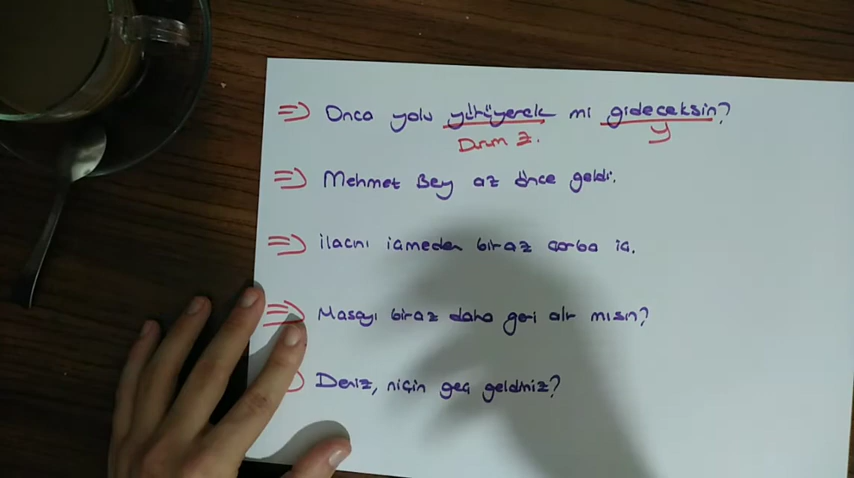 ⇒ Onca yolu yürüyerek mi gideceksin?
Durum Z. Y
⇒ Mehmet Bey az önce geldi.
⇒ İlacnı içmeden biraz çorba iç.
⇒ Masayı biraz daha geri alır mısın?
Deniz, niçin geç geldiniz?